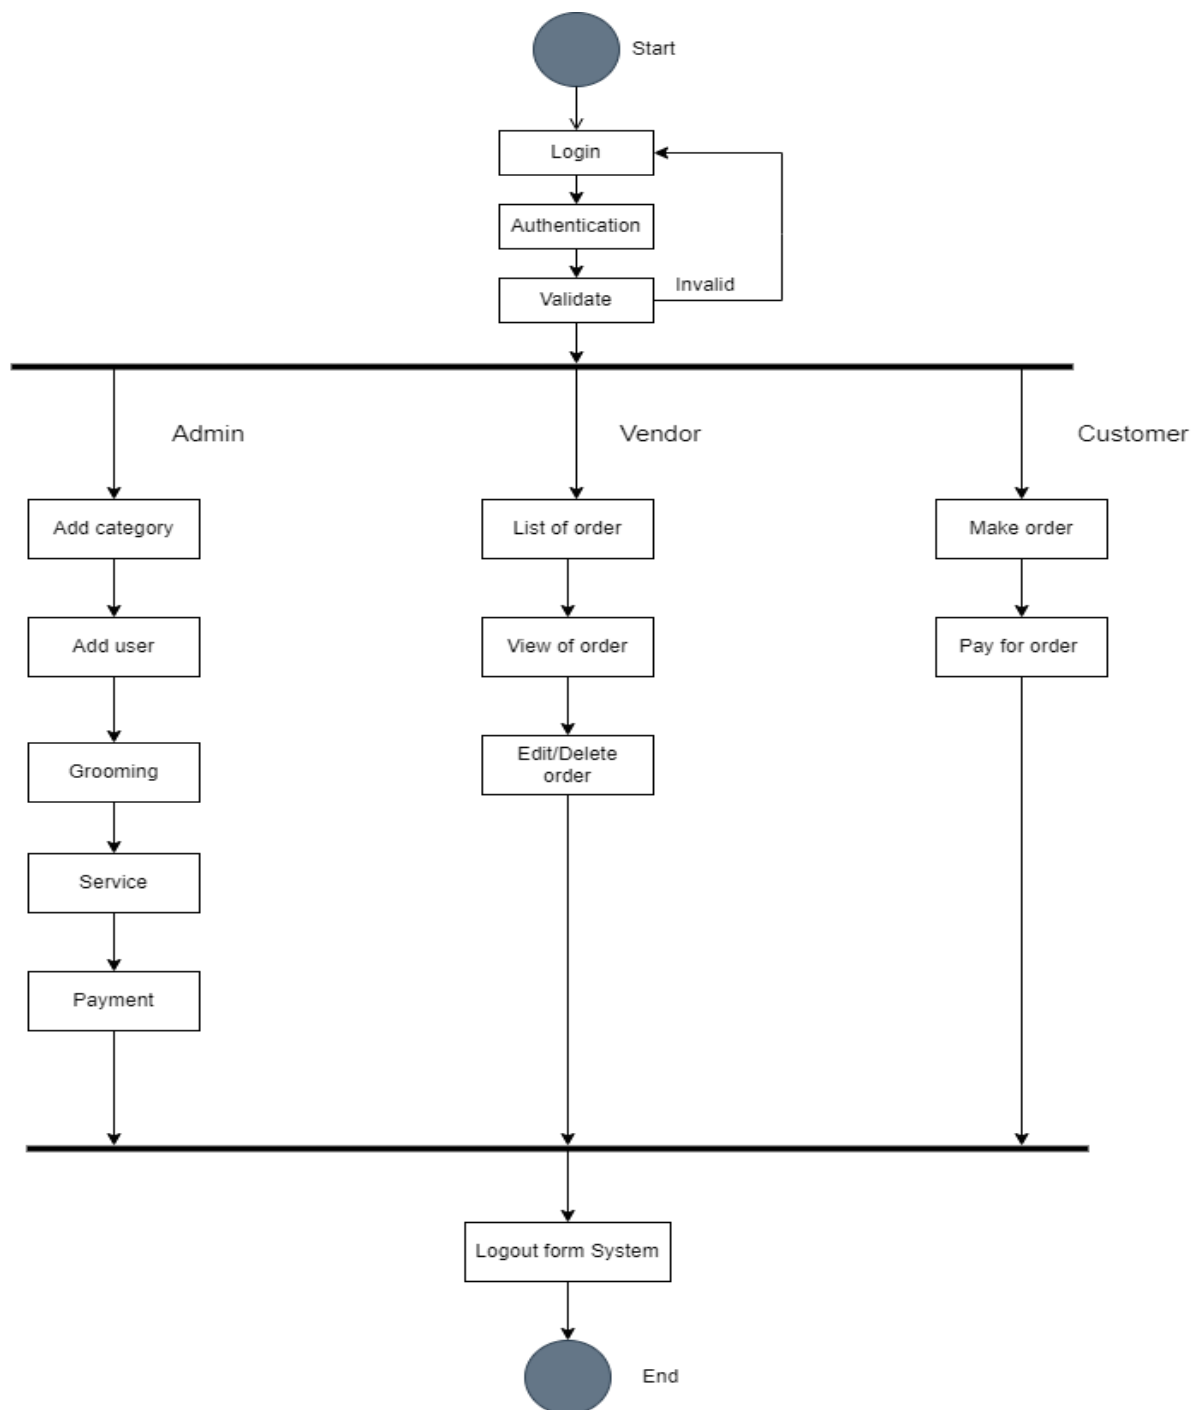 Start
Login
Authentication
Invalid
Validate
Admin
Vendor
Customer
Add category
List of order
Make order
Add user
View of order
Pay for order
Grooming
Edit/Delete
order
Service
Payment
Logout form System
End